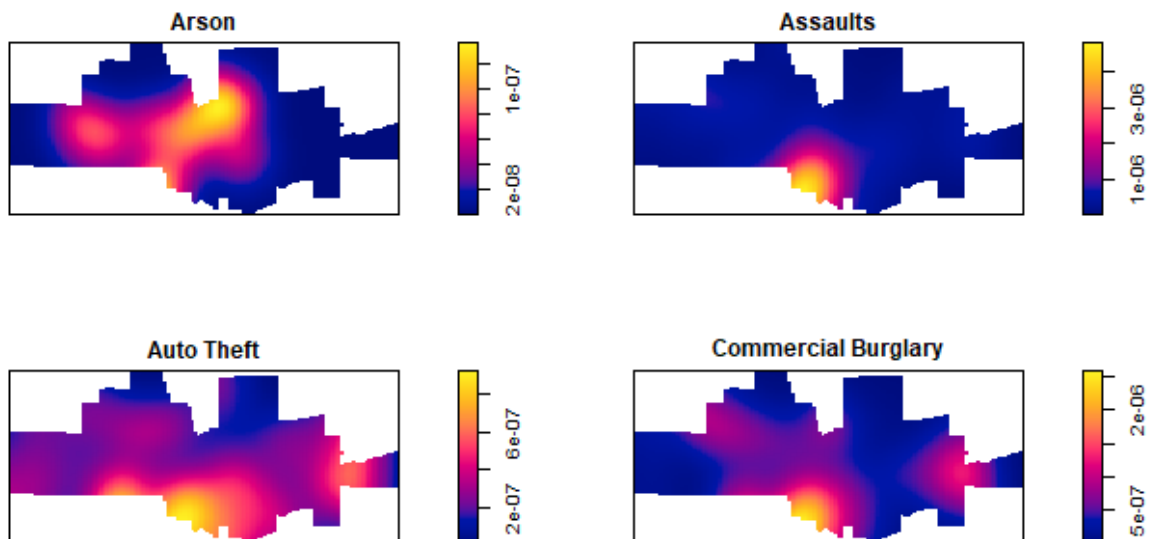 Arson
1e-07
2e-08
Assaults
3e-06
1e-06
Auto Theft
6e-07
2e-07
Commercial Burglary
2e-06
5e-07